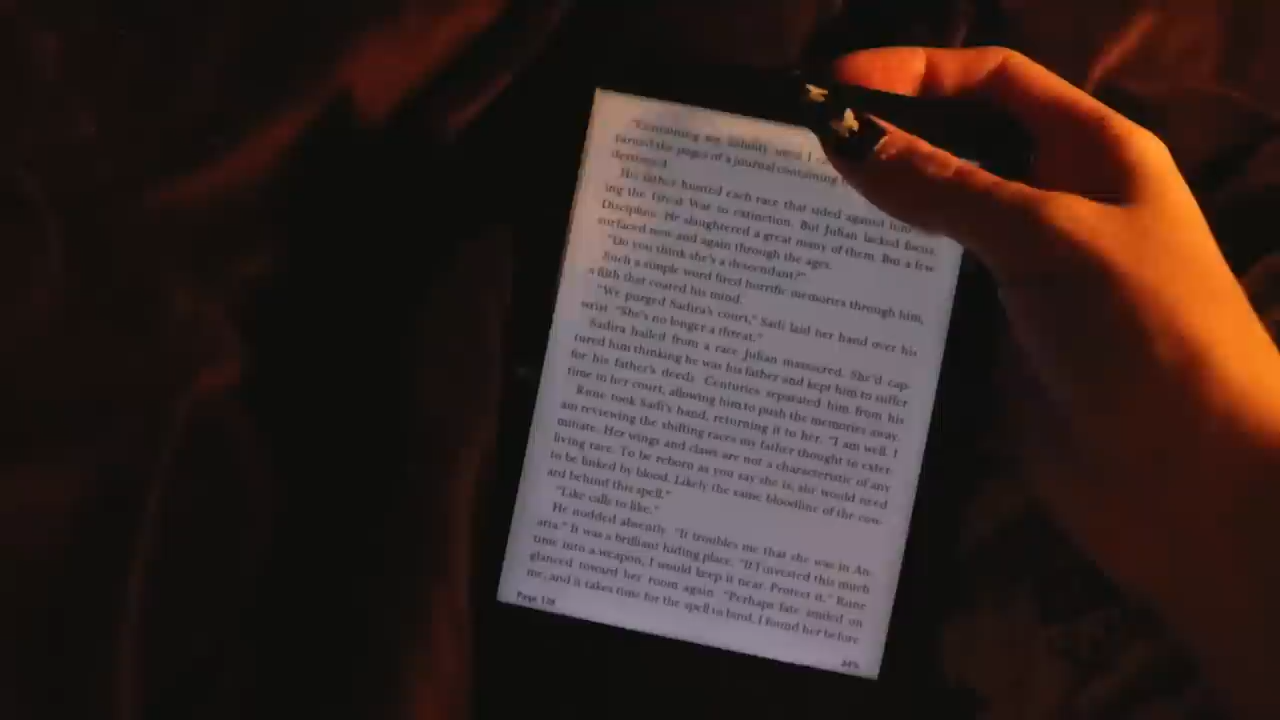 "Containing my nobility until I
turned the pages of a journal containing
destroyed.
His father hunted each race that sided against him
ing the Great War to extinction. But Julian lacked focus.
Discipline. He slaughtered a great many of them. But a few
surfaced now and again through the ages.
"Do you think she's a descendant?"
Such a simple word fired horrific memories through him,
a filth that coated his mind.
"We purged Sadira's court," Sadi laid her hand over his
wrist. "She's no longer a threat."
Sadira hailed from a race Julian massacred. She'd cap-
tured him thinking he was his father and kept him to suffer
for his father's deeds. Centuries separated him from his
time in her court, allowing him to push the memories away.
Rune took Sadi's hand, returning it to her. "I am well. I
am reviewing the shifting races my father thought to exter-
minate. Her wings and claws are not a characteristic of any
living race. To be reborn as you say she is, she would need
to be linked by blood. Likely the same bloodline of the cow-
ard behind this spell."
"Like calls to like."
He nodded absently. "It troubles me that she was in An-
aria." It was a brilliant hiding place. "If I invested this much
time into a weapon, I would keep it near. Protect it." Rune
glanced toward her room again. "Perhaps fate smiled on
me, and it takes time for the spell to bind. I found her before
Page 128
44%